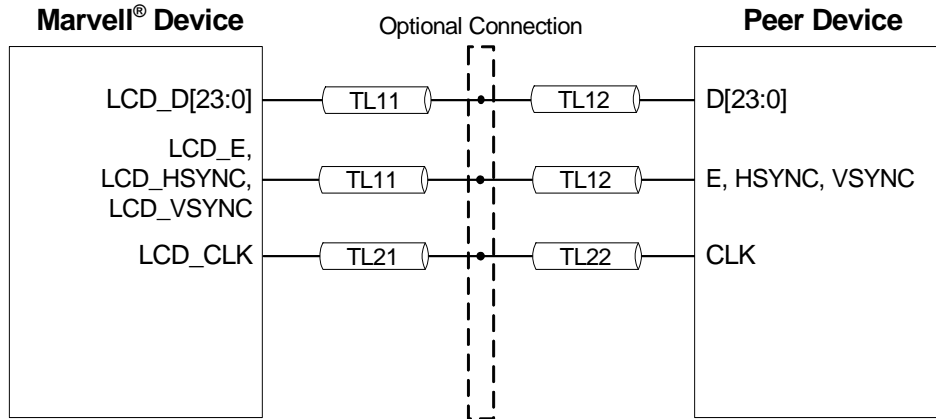 Marvell® Device
Optional Connection
Peer Device
LCD_D[23:0]
TL11
TL12
D[23:0]
LCD_E,
LCD_HSYNC,
LCD_VSYNC
TL11
TL12
E, HSYNC, VSYNC
LCD_CLK
TL21
TL22
CLK